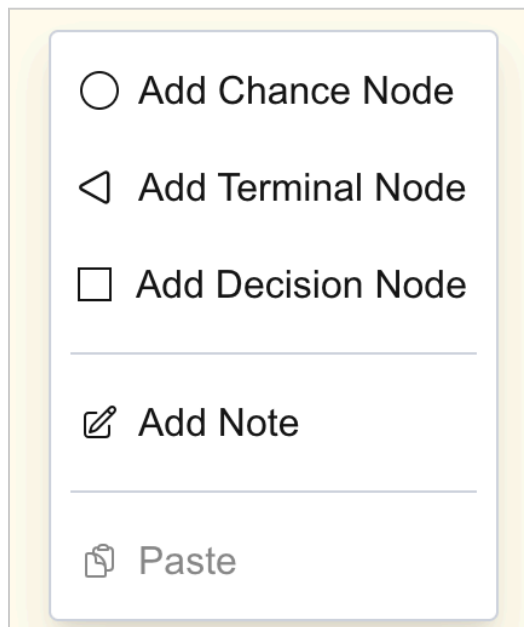 Add Chance Node
Add Terminal Node
Add Decision Node
Add Note
Paste